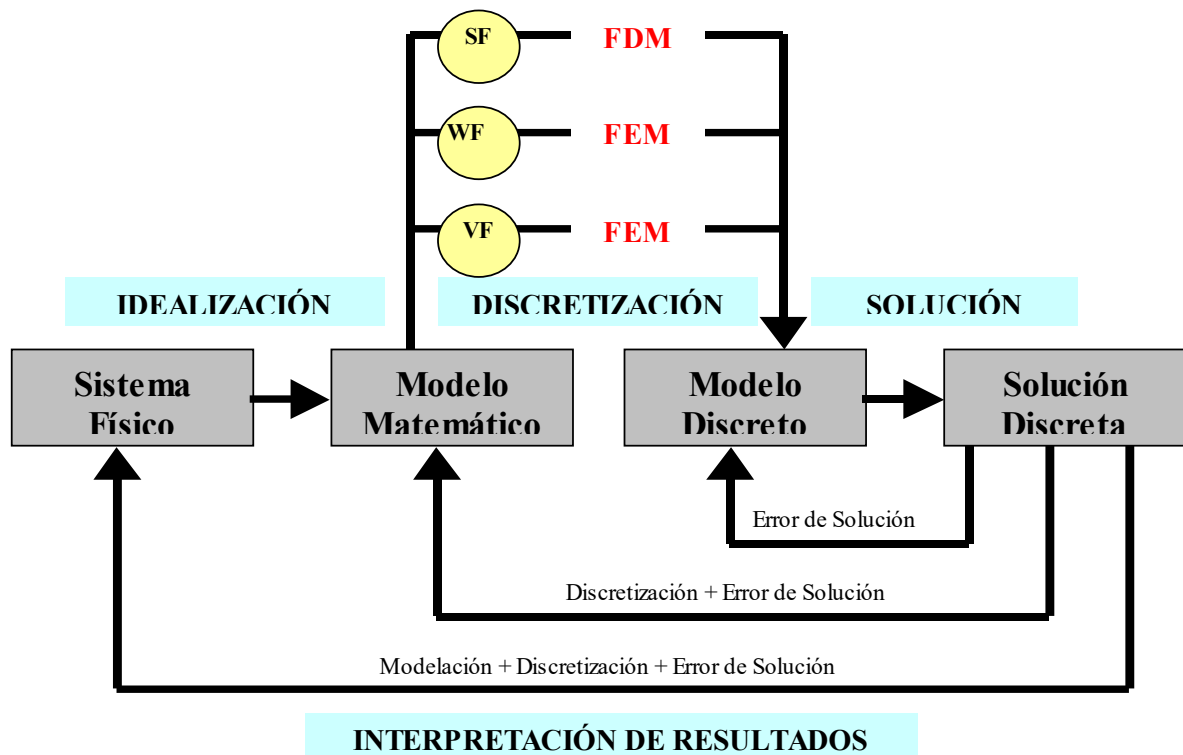 SF FDM
WF FEM
VF FEM
IDEALIZACIÓN
DISCRETIZACIÓN
SOLUCIÓN
Sistema
Físico
Modelo
Matemático
Modelo
Discreto
Solución
Discreta
Error de Solución
Discretización + Error de Solución
Modelación + Discretización + Error de Solución
INTERPRETACIÓN DE RESULTADOS